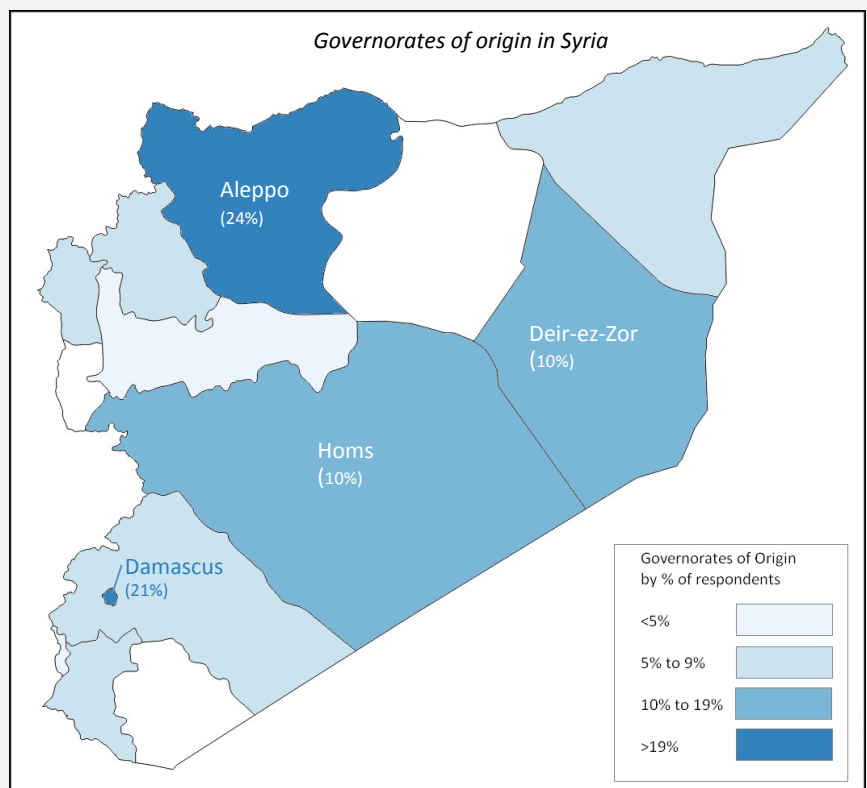 Governorates of origin in Syria
Aleppo
(24%)
Deir-ez-Zor
(10%)
Homs
(10%)
Damascus
(21%)
Governorates of Origin
by % of respondents
<5%
5% to 9%
10% to 19%
>19%